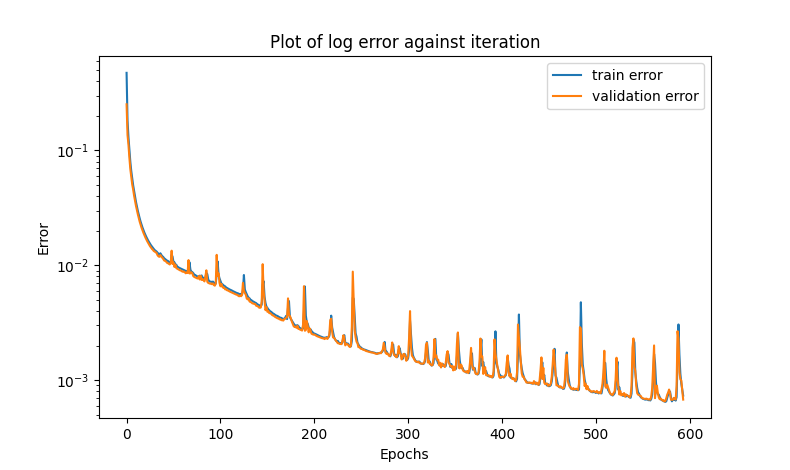 Plot of log error against iteration
train error
validation error
Error
10⁻¹
10⁻²
10⁻³
0 100 200 300 400 500 600
Epochs